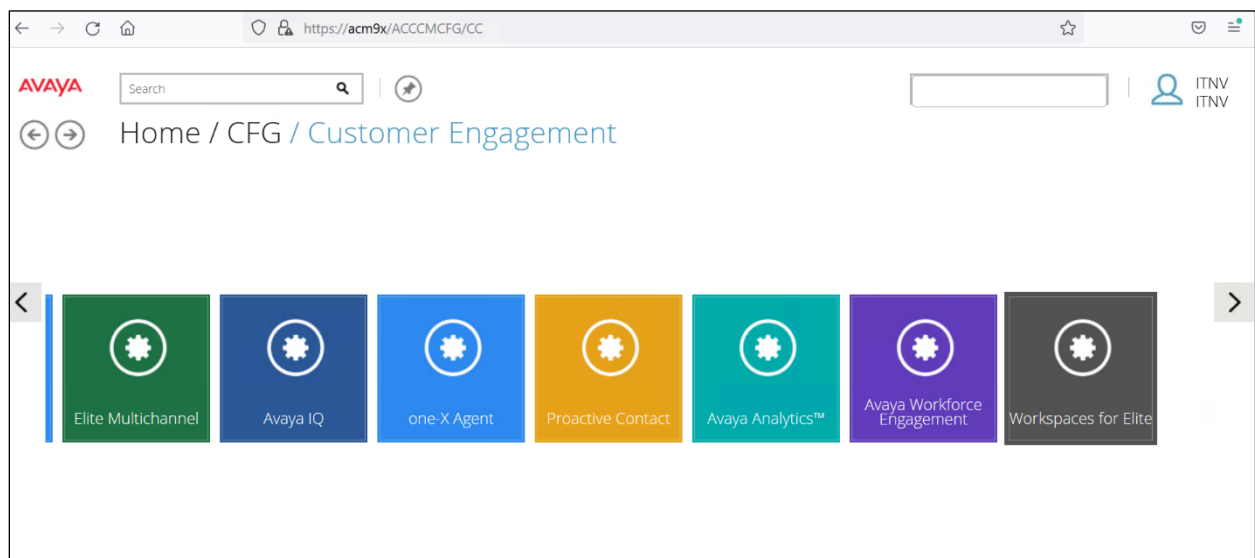 https://acm9x/ACCCMCFG/CC
AVAYA
Search
ITNV
ITNV
Home / CFG / Customer Engagement
Elite Multichannel
Avaya IQ
one-X Agent
Proactive Contact
Avaya Analytics™
Avaya Workforce
Engagement
Workspaces for Elite